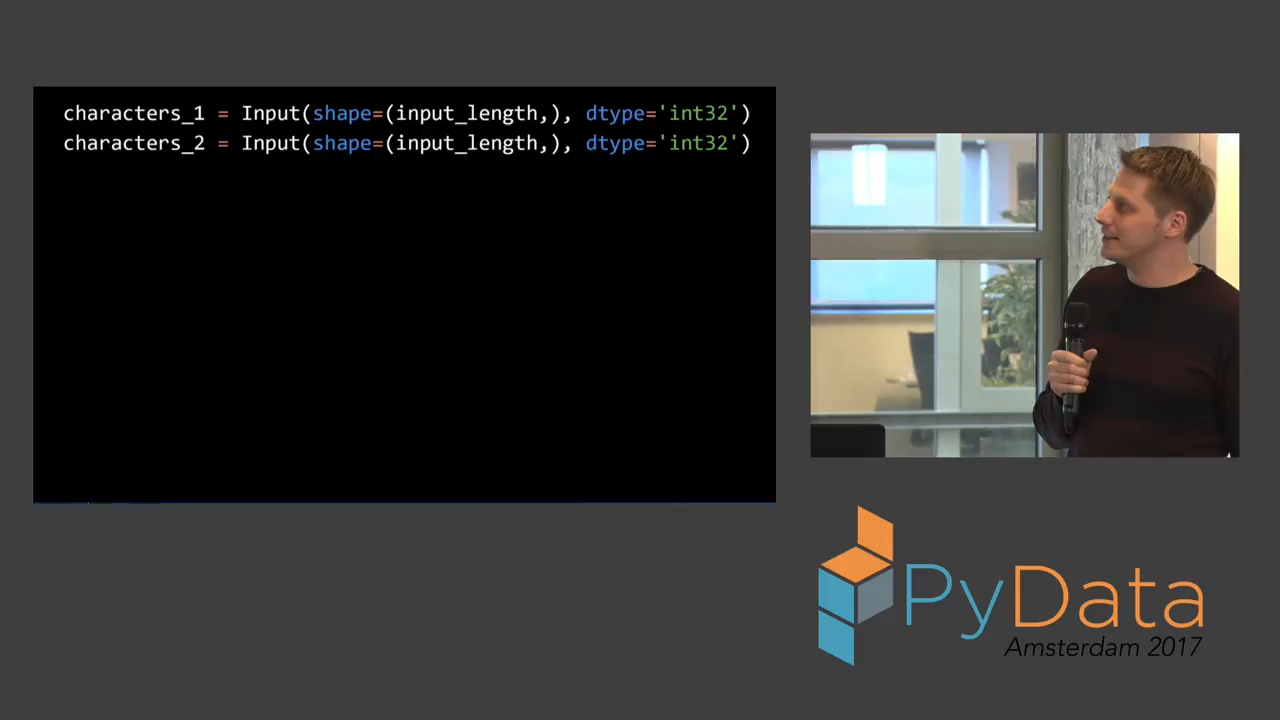 characters_1 = Input(shape=(input_length,), dtype='int32')
characters_2 = Input(shape=(input_length,), dtype='int32')
PyData
Amsterdam 2017